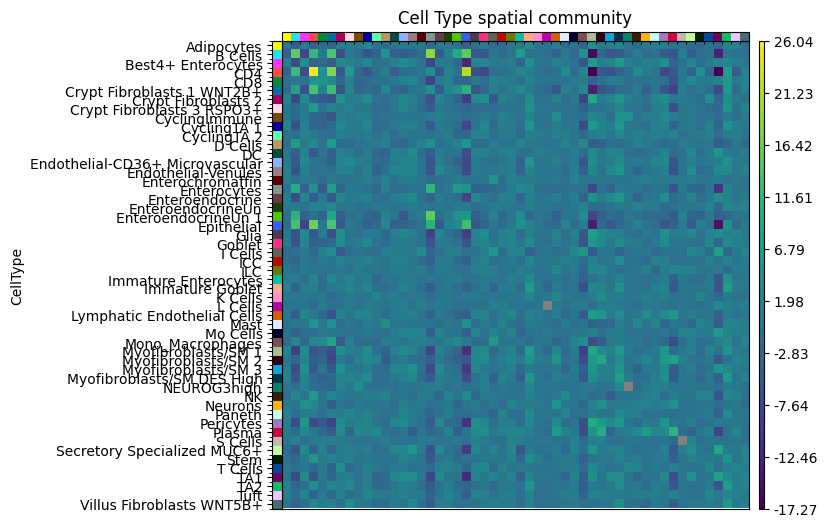 Cell Type spatial community
Adipocytes
B Cells
Best4+ Enterocytes
CD4
CD8
Crypt Fibroblasts 1 WNT2B+
Crypt Fibroblasts 2
Crypt Fibroblasts 3 RSPO3+
CyclingImmune
CyclingTA 1
CyclingTA 2
D Cells
DC
Endothelial-CD36+ Microvascular
Endothelial-Venules
Enterochromaffin
Enterocytes
Enteroendocrine
EnteroendocrineUn
EnteroendocrineUn 1
Epithelial
Glia
Goblet
I Cells
ICC
ILC
Immature Enterocytes
Immature Goblet
K Cells
L Cells
Lymphatic Endothelial Cells
Mast
Mo Cells
Mono_Macrophages
Myofibroblasts/SM 1
Myofibroblasts/SM 2
Myofibroblasts/SM 3
Myofibroblasts/SM DES High
NEUROG3high
NK
Neurons
Paneth
Pericytes
Plasma
S Cells
Secretory Specialized MUC6+
Stem
T Cells
TA1
TA2
Tuft
Villus Fibroblasts WNT5B+
CellType
26.04
21.23
16.42
11.61
6.79
1.98
-2.83
-7.64
-12.46
-17.27